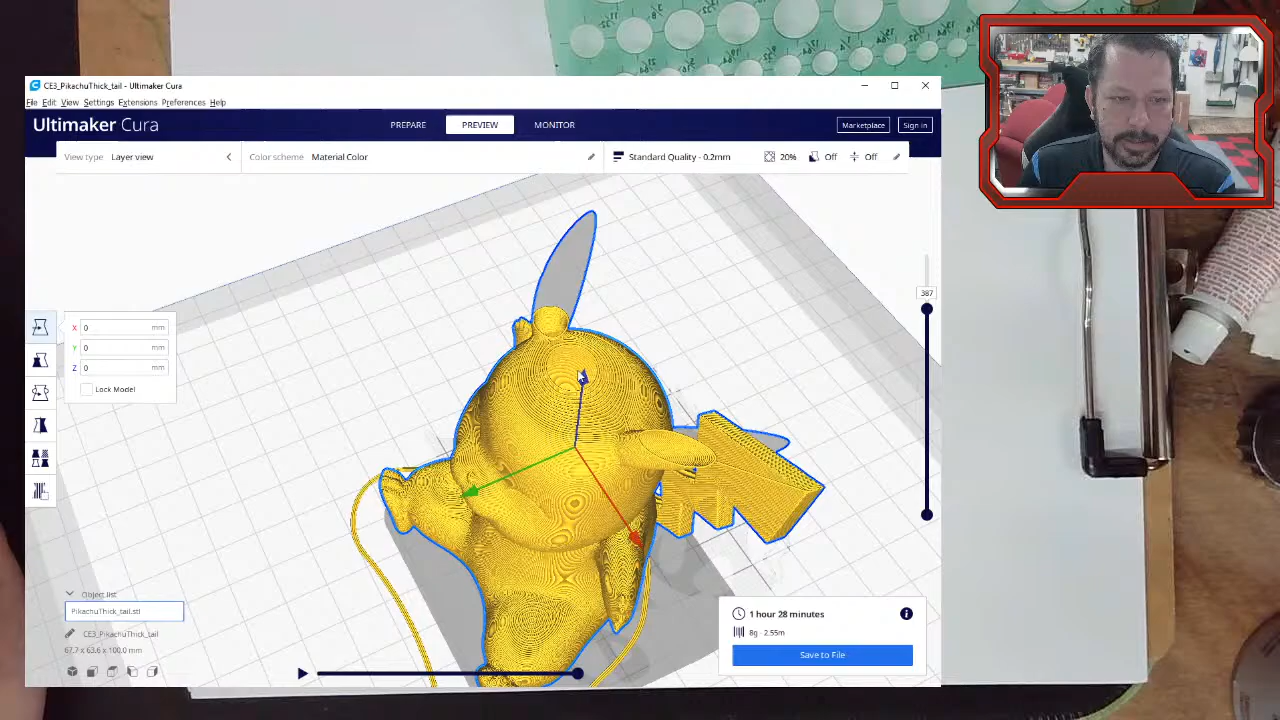 CE3_PikachuThick_tail - Ultimaker Cura
File Edit View Settings Extensions Preferences Help
Ultimaker Cura
PREPARE
PREVIEW
MONITOR
Marketplace
Sign in
View type Layer view
Color scheme Material Color
Standard Quality - 0.2mm
20%
Off
Off
387
X 0 mm
Y 0 mm
Z 0 mm
Lock Model
Object list
PikachuThick_tail.stl
CE3_PikachuThick_tail
67.7 x 63.6 x 100.0 mm
1 hour 28 minutes
8g · 2.55m
Save to File